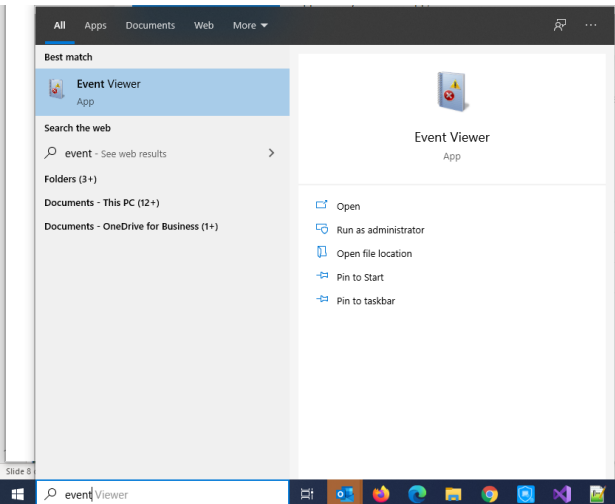 All Apps Documents Web More
Best match
Event Viewer
App
Search the web
event - See web results
Folders (3+)
Documents - This PC (12+)
Documents - OneDrive for Business (1+)
Event Viewer
App
Open
Run as administrator
Open file location
Pin to Start
Pin to taskbar
Slide 8
event Viewer